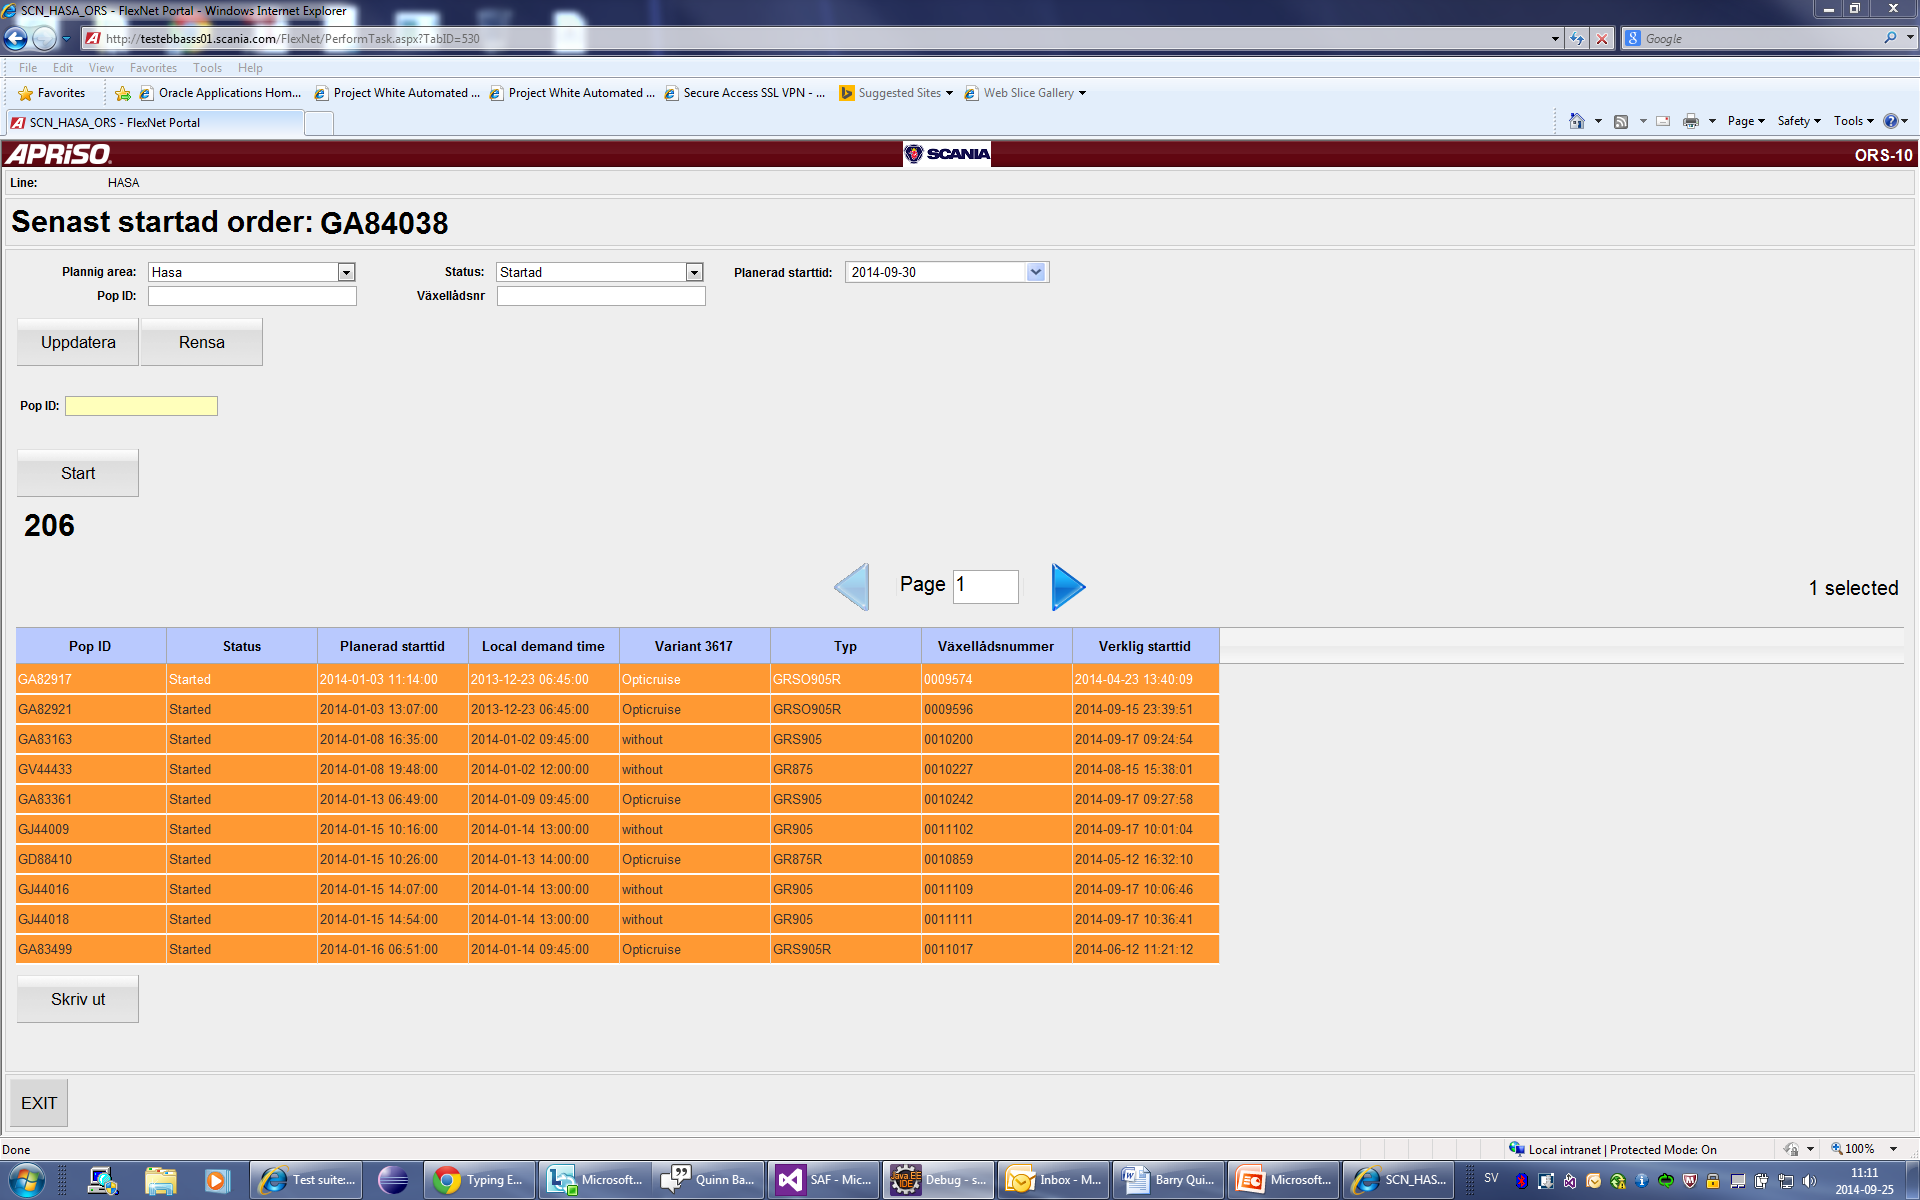 SCN_HASA_ORS - FlexNet Portal - Windows Internet Explorer
http://testebbasss01.scania.com/FlexNet/PerformTask.aspx?TabID=530
Google
File Edit View Favorites Tools Help
Favorites Oracle Applications Hom... Project White Automated ... Project White Automated ... Secure Access SSL VPN - ... Suggested Sites Web Slice Gallery
SCN_HASA_ORS - FlexNet Portal
Page Safety Tools
APRISO SCANIA ORS-10
Line: HASA
Senast startad order: GA84038
Plannig area: Hasa Status: Startad Planerad starttid: 2014-09-30
Pop ID: Växellådsnr
Uppdatera Rensa
Pop ID:
Start
206
Page 1
1 selected
Pop ID Status Planerad starttid Local demand time Variant 3617 Typ Växellådsnummer Verklig starttid
GA82917 Started 2014-01-03 11:14:00 2013-12-23 06:45:00 Opticruise GRSO905R 0009574 2014-04-23 13:40:09
GA82921 Started 2014-01-03 13:07:00 2013-12-23 06:45:00 Opticruise GRSO905R 0009596 2014-09-15 23:39:51
GA83163 Started 2014-01-08 16:35:00 2014-01-02 09:45:00 without GRS905 0010200 2014-09-17 09:24:54
GV44433 Started 2014-01-08 19:48:00 2014-01-02 12:00:00 without GR875 0010227 2014-08-15 15:38:01
GA83361 Started 2014-01-13 06:49:00 2014-01-09 09:45:00 Opticruise GRS905 0010242 2014-09-17 09:27:58
GJ44009 Started 2014-01-15 10:16:00 2014-01-14 13:00:00 without GR905 0011102 2014-09-17 10:01:04
GD88410 Started 2014-01-15 10:26:00 2014-01-13 14:00:00 Opticruise GR875R 0010859 2014-05-12 16:32:10
GJ44016 Started 2014-01-15 14:07:00 2014-01-14 13:00:00 without GR905 0011109 2014-09-17 10:06:46
GJ44018 Started 2014-01-15 14:54:00 2014-01-14 13:00:00 without GR905 0011111 2014-09-17 10:36:41
GA83499 Started 2014-01-16 06:51:00 2014-01-14 09:45:00 Opticruise GRS905R 0011017 2014-06-12 11:21:12
Skriv ut
EXIT
Done
Local intranet | Protected Mode: On
100%
Test suite:... Typing E... Microsoft... Quinn Ba... SAF - Mic... Debug - s... Inbox - M... Barry Qui... Microsoft... SCN_HAS... SV
11:11
2014-09-25